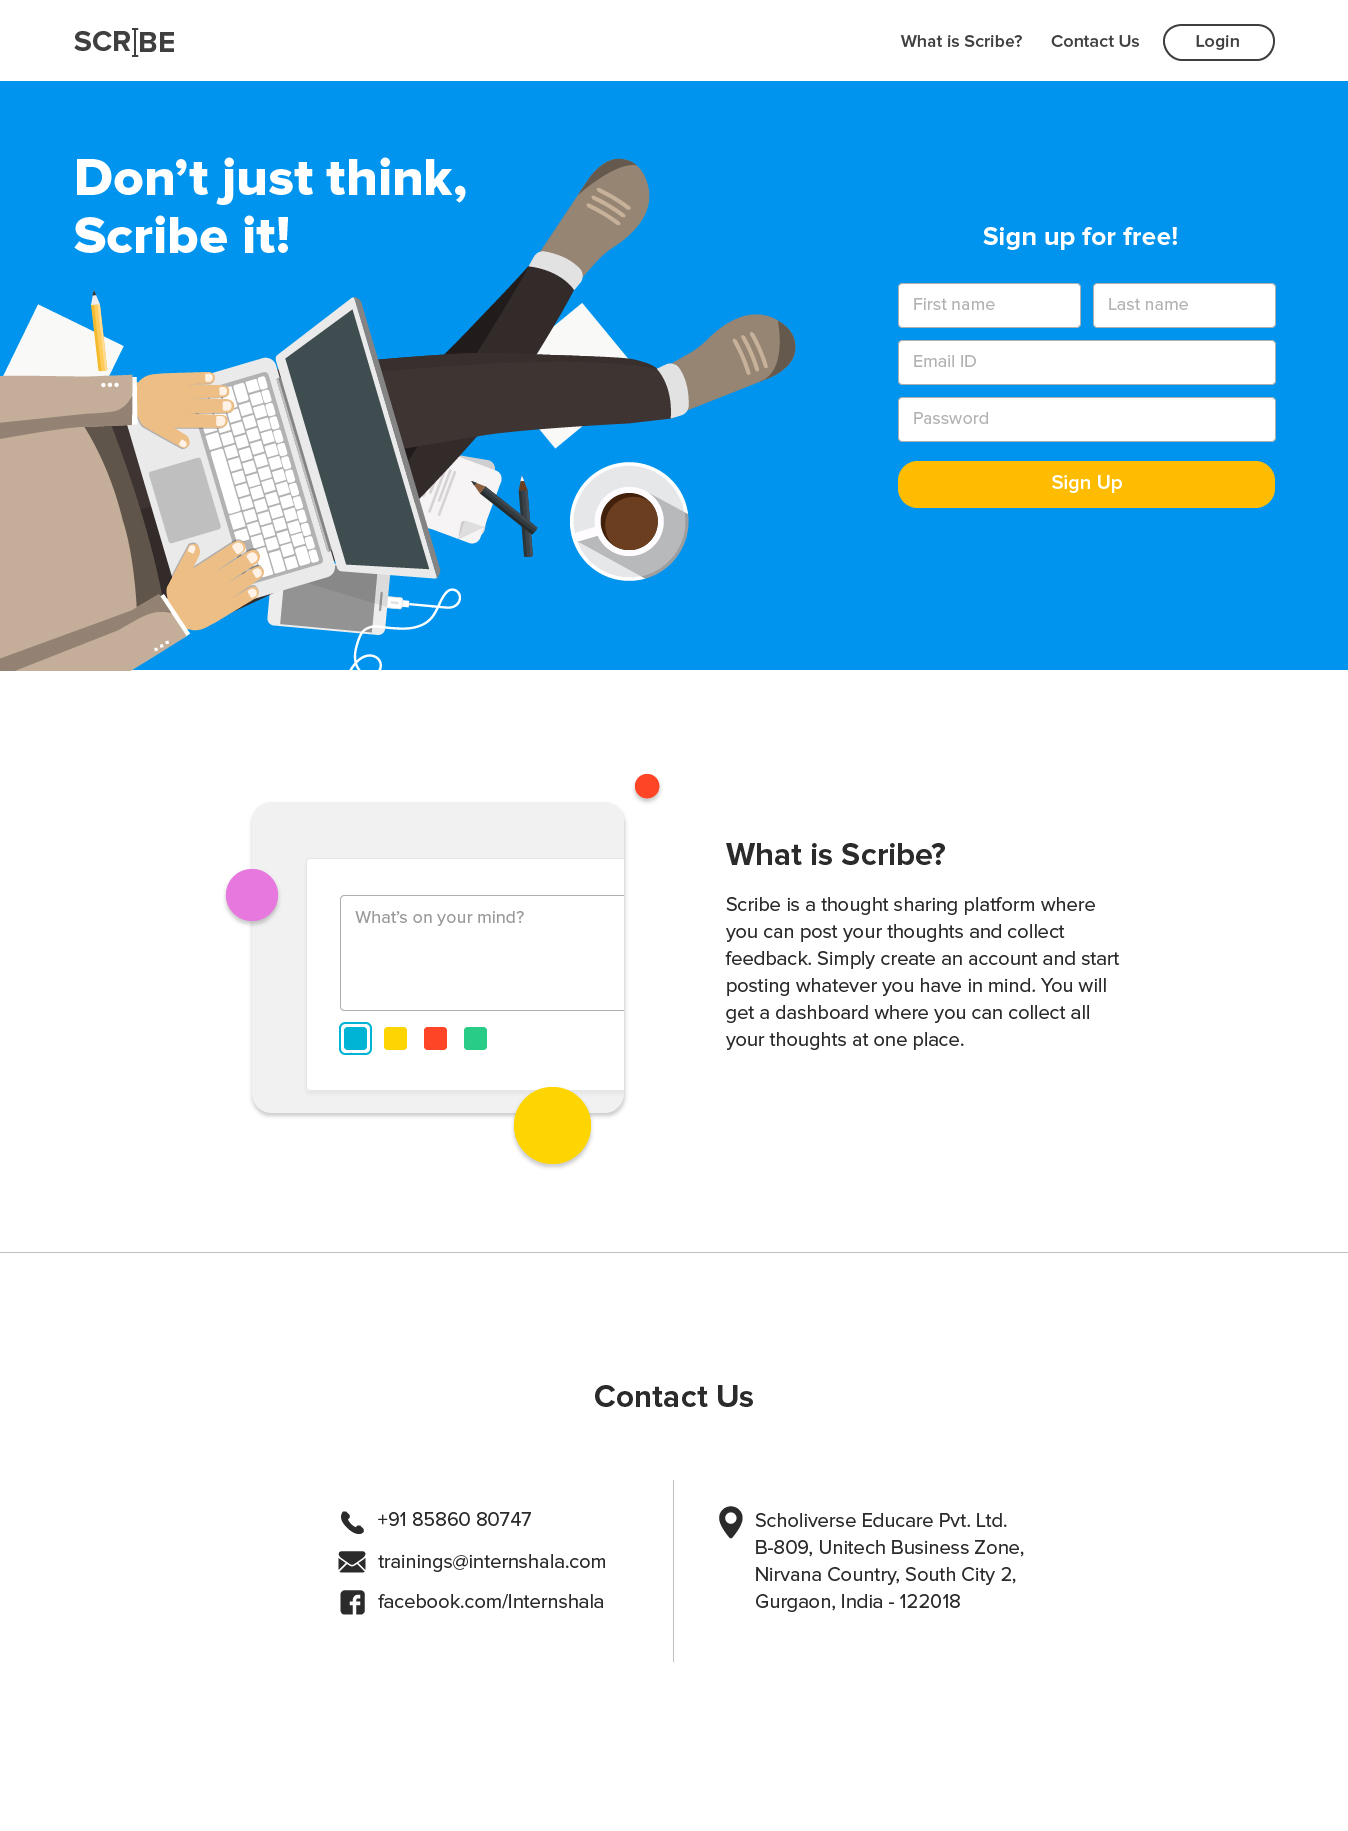 SCRIBE
What is Scribe?
Contact Us
Login
Don't just think,
Scribe it!
Sign up for free!
First name
Last name
Email ID
Password
Sign Up
What's on your mind?
What is Scribe?
Scribe is a thought sharing platform where
you can post your thoughts and collect
feedback. Simply create an account and start
posting whatever you have in mind. You will
get a dashboard where you can collect all
your thoughts at one place.
Contact Us
+91 85860 80747
trainings@internshala.com
facebook.com/Internshala
Scholiverse Educare Pvt. Ltd.
B-809, Unitech Business Zone,
Nirvana Country, South City 2,
Gurgaon, India - 122018